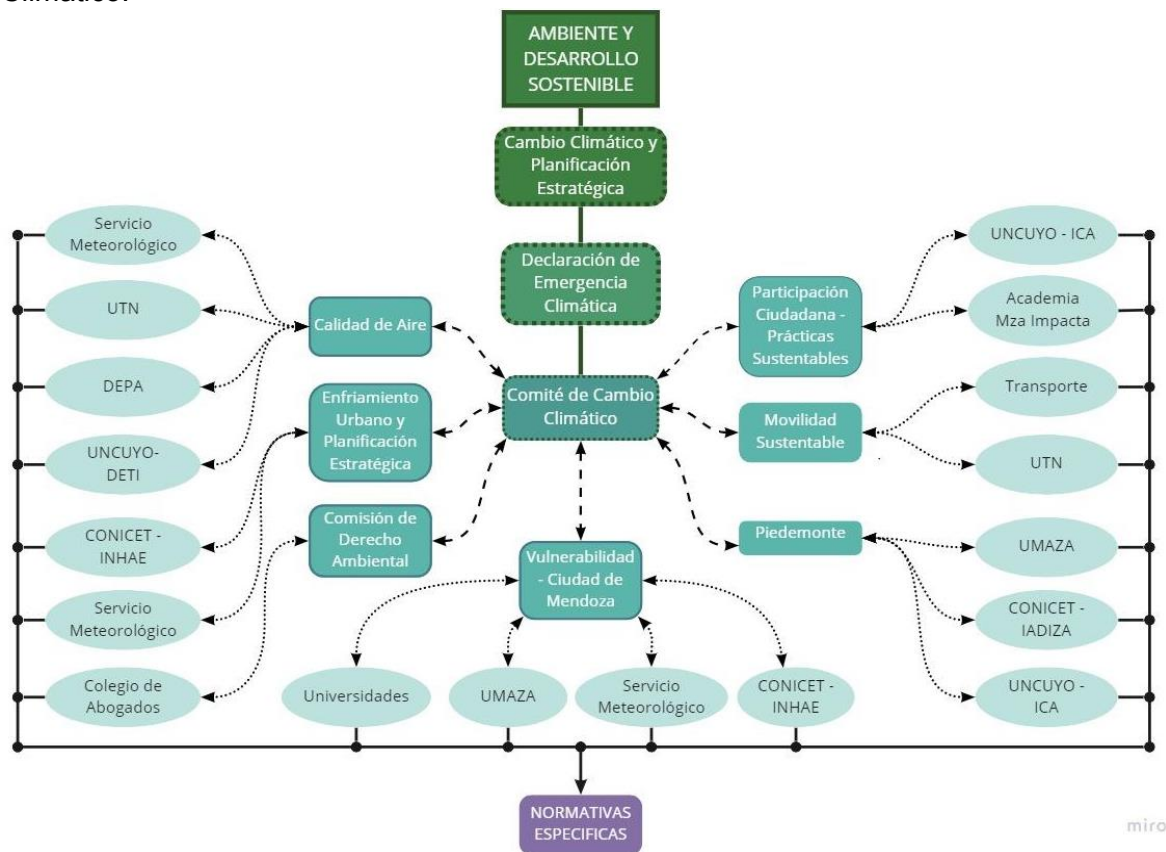 Climático.
AMBIENTE Y
DESARROLLO
SOSTENIBLE
Cambio Climático y
Planificación
Estratégica
Declaración de
Emergencia
Climática
Comité de Cambio
Climático
Servicio
Meteorológico
UTN
DEPA
UNCUYO-
DETI
CONICET -
INHAE
Servicio
Meteorológico
Colegio de
Abogados
Calidad de Aire
Enfriamiento
Urbano y
Planificación
Estratégica
Comisión de
Derecho
Ambiental
Vulnerabilidad
- Ciudad de
Mendoza
Universidades
UMAZA
Servicio
Meteorológico
CONICET -
INHAE
Participación
Ciudadana -
Prácticas
Sustentables
Movilidad
Sustentable
Piedemonte
UNCUYO - ICA
Academia
Mza Impacta
Transporte
UTN
UMAZA
CONICET -
IADIZA
UNCUYO -
ICA
NORMATIVAS
ESPECIFICAS
miro